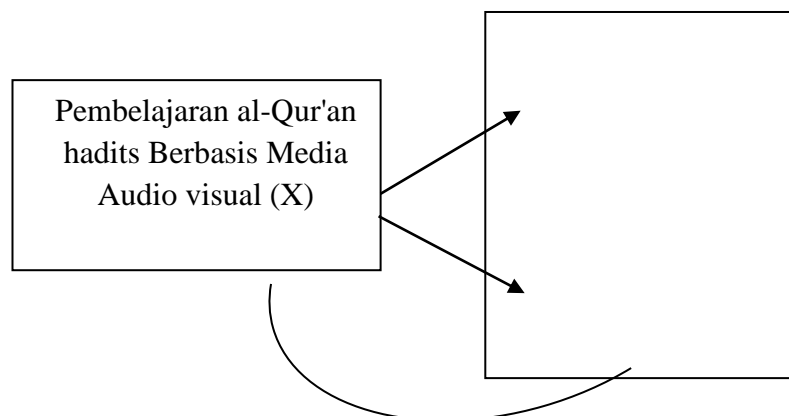 Pembelajaran al-Qur'an
hadits Berbasis Media
Audio visual (X)